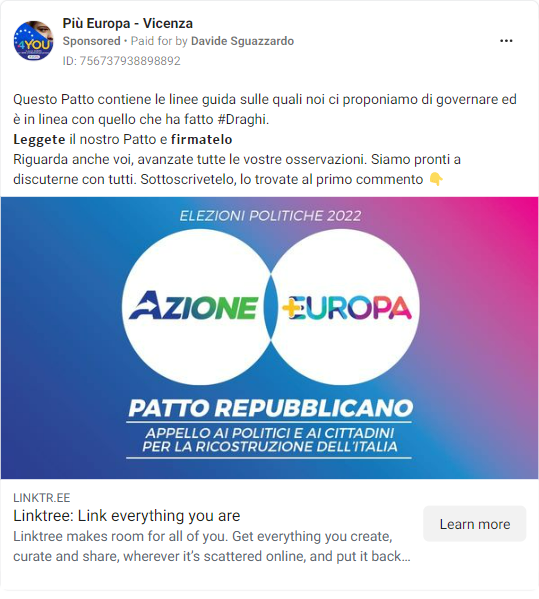 Più Europa - Vicenza
Sponsored • Paid for by Davide Sguazzardo
ID: 756737938898892
Questo Patto contiene le linee guida sulle quali noi ci proponiamo di governare ed
è in linea con quello che ha fatto #Draghi.
𝗟𝗲𝗴𝗴𝗲𝘁𝗲 il nostro Patto e 𝗳𝗶𝗿𝗺𝗮𝘁𝗲𝗹𝗼
Riguarda anche voi, avanzate tutte le vostre osservazioni. Siamo pronti a
discuterne con tutti. Sottoscrivetelo, lo trovate al primo commento 👇
4YOU
ELEZIONI POLITICHE 2022
AZIONE
+EUROPA
PATTO REPUBBLICANO
APPELLO AI POLITICI E AI CITTADINI
PER LA RICOSTRUZIONE DELL'ITALIA
LINKTR.EE
Linktree: Link everything you are
Linktree makes room for all of you. Get everything you create,
curate and share, wherever it's scattered online, and put it back...
Learn more